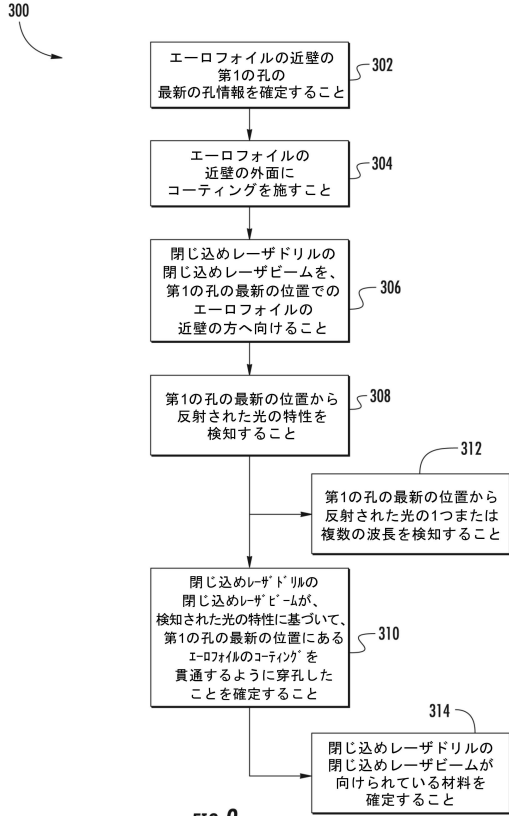 300
エーロフォイルの近壁の
第1の孔の
最新の孔情報を確定すること
302
エーロフォイルの
近壁の外面に
コーティングを施すこと
304
閉じ込めレーザドリルの
閉じ込めレーザビームを、
第1の孔の最新の位置での
エーロフォイルの
近壁の方へ向けること
306
第1の孔の最新の位置から
反射された光の特性を
検知すること
308
312
第1の孔の最新の位置から
反射された光の1つまたは
複数の波長を検知すること
閉じ込めﾚｰｻﾞﾄﾞﾘﾙの
閉じ込めﾚｰｻﾞﾋﾞｰﾑが、
検知された光の特性に基づいて、
第1の孔の最新の位置にある
ｴｰﾛﾌｫｲﾙのｺｰﾃｨﾝｸﾞを
貫通するように穿孔した
ことを確定すること
310
314
閉じ込めレーザドリルの
閉じ込めレーザビームが
向けられている材料を
確定すること